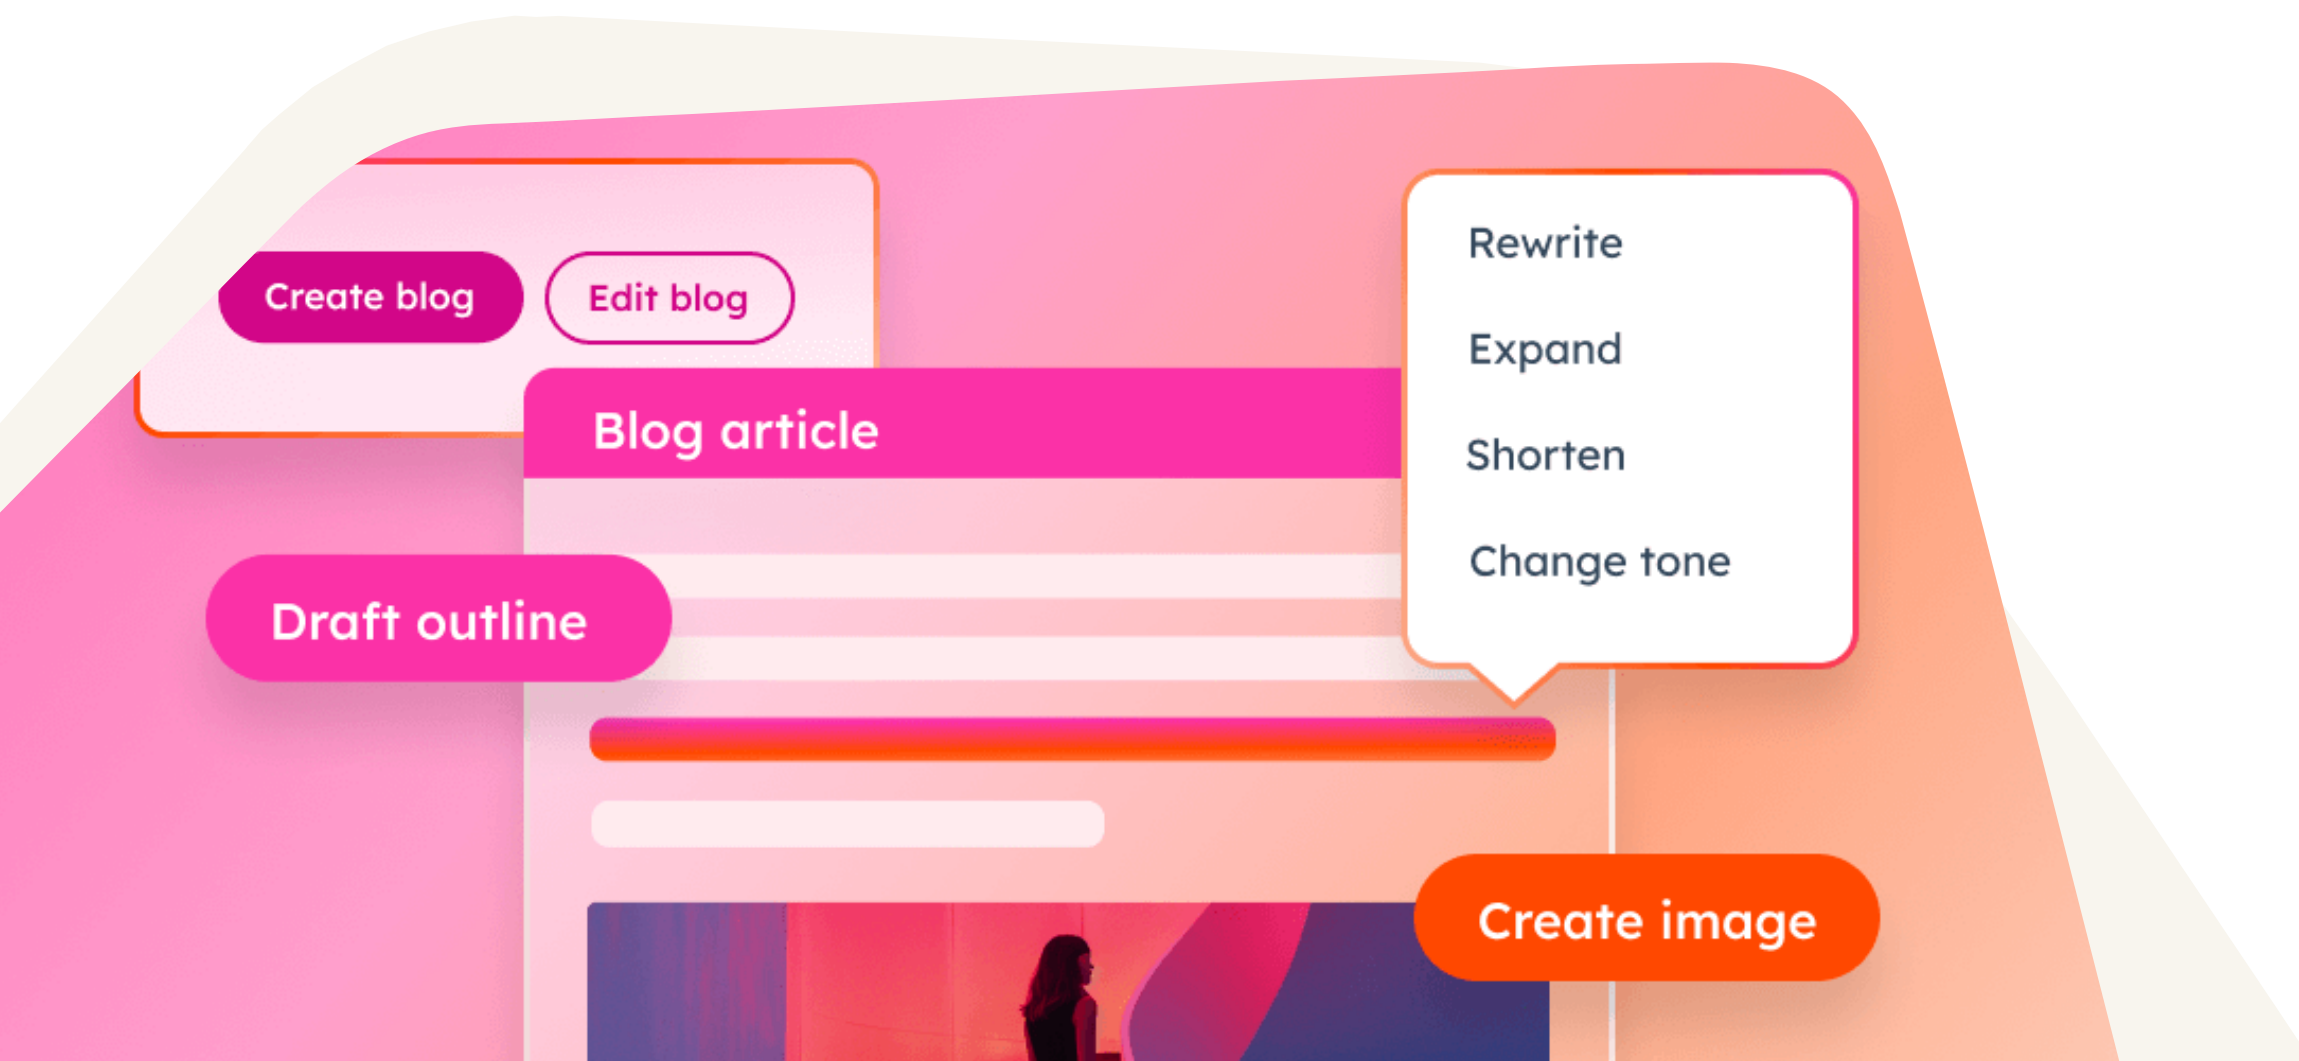 Create blog
Edit blog
Blog article
Draft outline
Rewrite
Expand
Shorten
Change tone
Create image